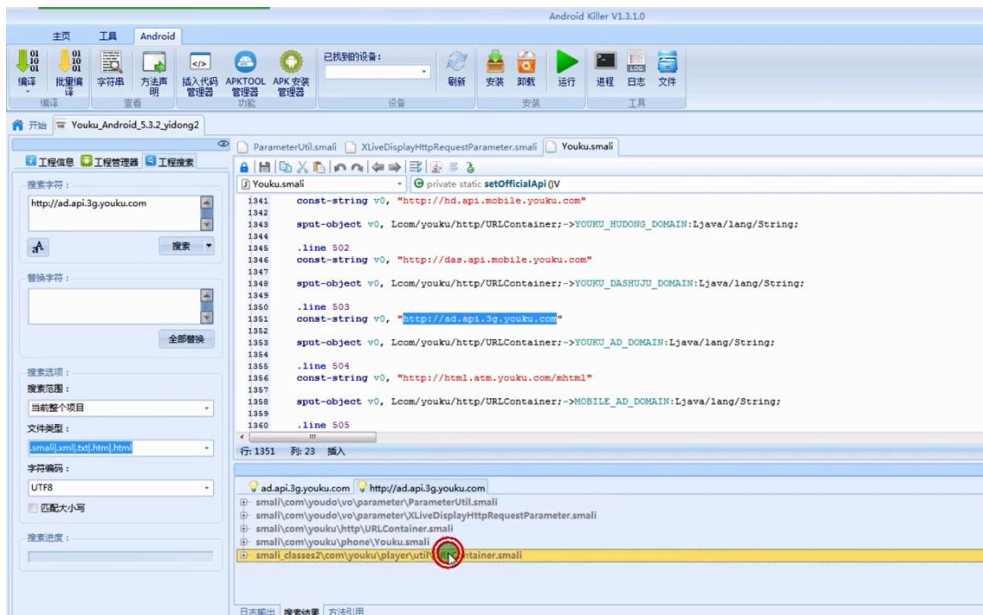 Android Killer V1.3.1.0
主页 工具 Android
编译 批量编译 字符串 方法声明 插入代码管理器 APKTOOL管理器 APK 安装管理器 已找到的设备： 刷新 安装 卸载 运行 进程 日志 文件
编译 查看 功能 设备 安装 工具
开始 Youku_Android_5.3.2_yidong2
工程信息 工程管理器 工程搜索
搜索字符：
http://ad.api.3g.youku.com
搜索
替换字符：
全部替换
搜索选项：
搜索范围：
当前整个项目
文件类型：
.smali|.xml|.txt|.htm|.html
字符编码：
UTF8
匹配大小写
搜索进度：
ParameterUtil.smali XLiveDisplayHttpRequestParameter.smali Youku.smali
Youku.smali private static setOfficialApi()V
1341 const-string v0, "http://hd.api.mobile.youku.com"
1342
1343 sput-object v0, Lcom/youku/http/URLContainer;->YOUKU_HUDONG_DOMAIN:Ljava/lang/String;
1344
1345 .line 502
1346 const-string v0, "http://das.api.mobile.youku.com"
1347
1348 sput-object v0, Lcom/youku/http/URLContainer;->YOUKU_DASHUJU_DOMAIN:Ljava/lang/String;
1349
1350 .line 503
1351 const-string v0, "http://ad.api.3g.youku.com"
1352
1353 sput-object v0, Lcom/youku/http/URLContainer;->YOUKU_AD_DOMAIN:Ljava/lang/String;
1354
1355 .line 504
1356 const-string v0, "http://html.atm.youku.com/mhtml"
1357
1358 sput-object v0, Lcom/youku/http/URLContainer;->MOBILE_AD_DOMAIN:Ljava/lang/String;
1359
1360 .line 505
行: 1351 列: 23 插入
ad.api.3g.youku.com http://ad.api.3g.youku.com
smali\com\youdo\vo\parameter\ParameterUtil.smali
smali\com\youdo\vo\parameter\XLiveDisplayHttpRequestParameter.smali
smali\com\youku\http\URLContainer.smali
smali\com\youku\phone\Youku.smali
smali_classes2\com\youku\player\util\
日志输出 搜索结果 方法引用